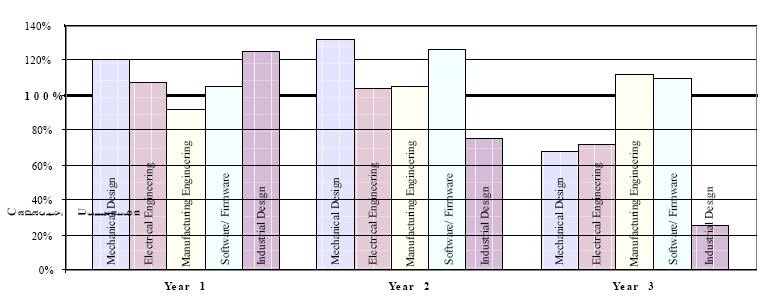 140%
120%
100%
80%
60%
40%
20%
0%
Mechanical Design
Electrical Engineering
Manufacturing Engineering
Software/ Firmware
Industrial Design
Mechanical Design
Electrical Engineering
Manufacturing Engineering
Software/ Firmware
Industrial Design
Mechanical Design
Electrical Engineering
Manufacturing Engineering
Software/ Firmware
Industrial Design
Year 1
Year 2
Year 3